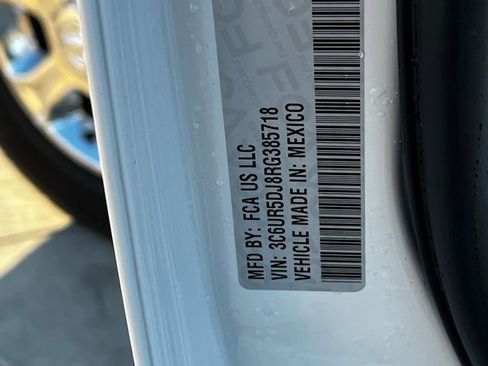 MFD BY: FCA US LLC
VIN: 3C6UR5DJ8RG385718
VEHICLE MADE IN: MEXICO